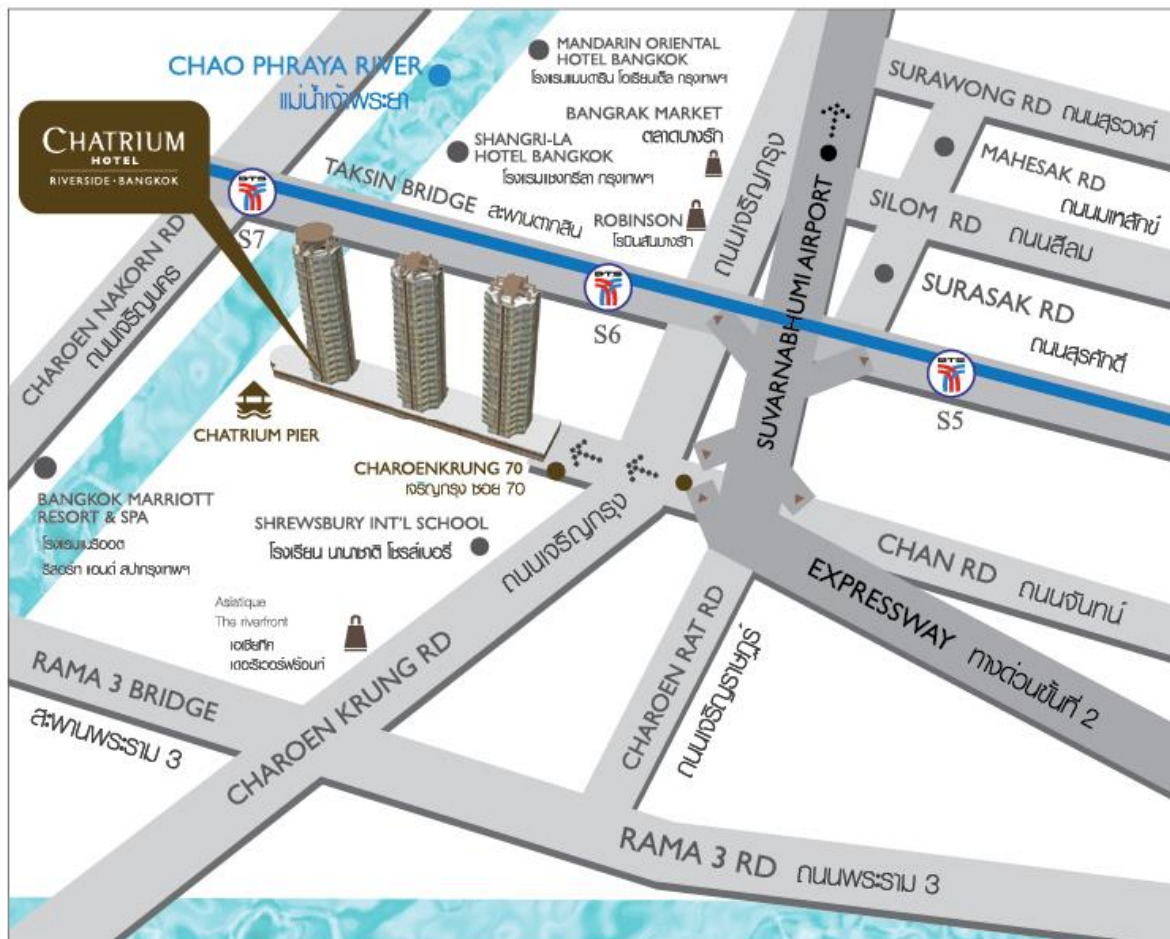 MANDARIN ORIENTAL
HOTEL BANGKOK
โรงแรมแมนดาริน โอเรียนเต็ล กรุงเทพฯ
CHAO PHRAYA RIVER
แม่น้ำเจ้าพระยา
SURAWONG RD ถนนสุรวงศ์
BANGRAK MARKET
ตลาดบางรัก
CHATRIUM
HOTEL
RIVERSIDE · BANGKOK
SHANGRI-LA
HOTEL BANGKOK
โรงแรมแชงกรีลา กรุงเทพฯ
MAHESAK RD
ถนนมเหสักข์
TAKSIN BRIDGE สะพานตากสิน
ROBINSON
โรบินสันบางรัก
ถนนเจริญกรุง
SUVARNABHUMI AIRPORT
SILOM RD ถนนสีลม
BTS
S7
CHAROEN NAKORN RD
ถนนเจริญนคร
BTS
S6
SURASAK RD
ถนนสุรศักดิ์
BTS
S5
CHATRIUM PIER
CHAROENKRUNG 70
เจริญกรุง ซอย 70
BANGKOK MARRIOTT
RESORT & SPA
โรงแรมแมริออต
รีสอร์ท แอนด์ สปากรุงเทพฯ
SHREWSBURY INT'L SCHOOL
โรงเรียน นานาชาติ โชรส์เบอรี่
ถนนเจริญกรุง
CHAN RD ถนนจันทน์
EXPRESSWAY ทางด่วนขั้นที่ 2
Asiatique
The riverfront
เอเชียทีค
เดอะริเวอร์ฟร้อนท์
CHAROEN KRUNG RD
CHAROEN RAT RD
ถนนเจริญราษฎร์
RAMA 3 BRIDGE
สะพานพระราม 3
RAMA 3 RD ถนนพระราม 3